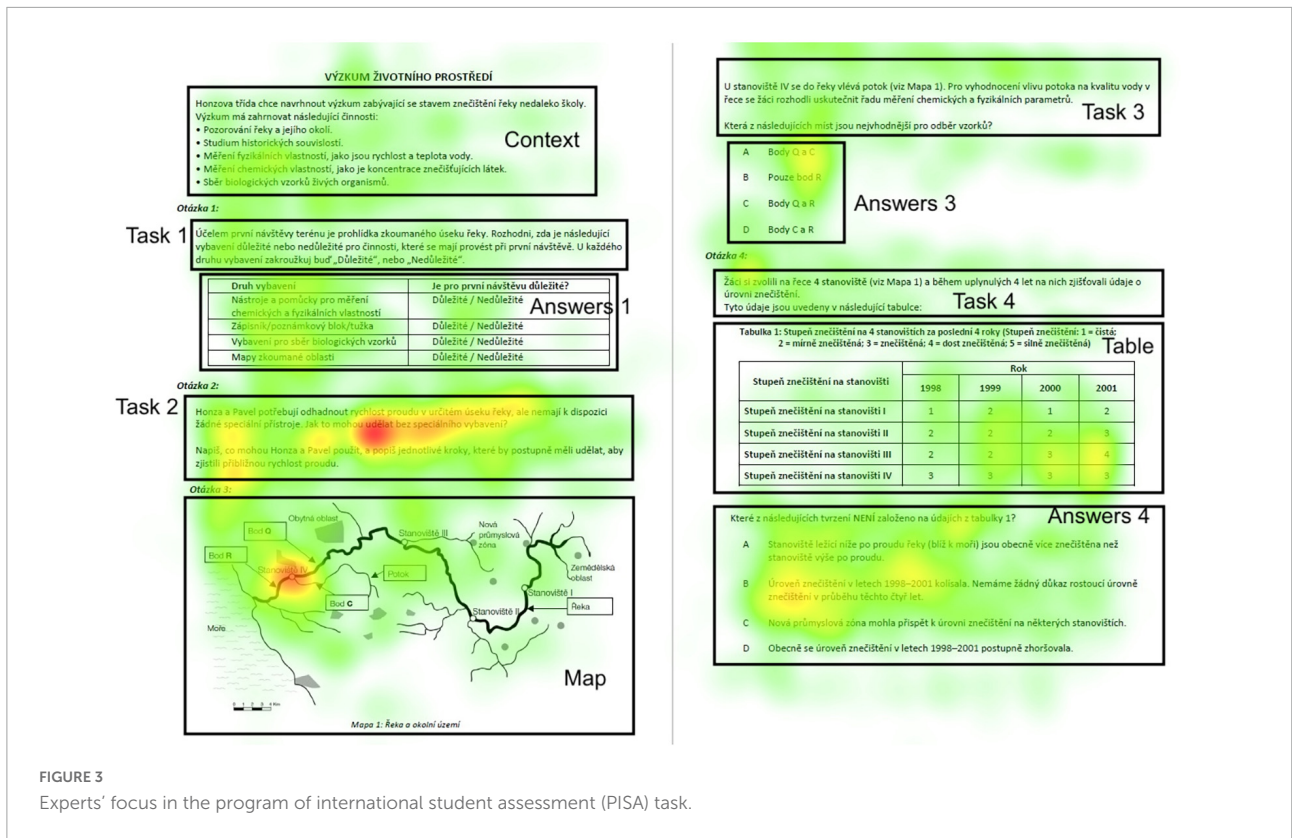 VÝZKUM ŽIVOTNÍHO PROSTŘEDÍ
Honzova třída chce navrhnout výzkum zabývající se stavem znečištění řeky nedaleko školy.
Výzkum má zahrnovat následující činnosti:
• Pozorování řeky a jejího okolí.
• Studium historických souvislostí.
• Měření fyzikálních vlastností, jako jsou rychlost a teplota vody.
• Měření chemických vlastností, jako je koncentrace znečišťujících látek.
• Sběr biologických vzorků živých organismů.
Context
Otázka 1:
Task 1
Účelem první návštěvy terénu je prohlídka zkoumaného úseku řeky. Rozhodni, zda je následující
vybavení důležité nebo nedůležité pro činnosti, které se mají provést při první návštěvě. U každého
druhu vybavení zakroužkuj buď „Důležité", nebo „Nedůležité".
Druh vybavení Je pro první návštěvu důležité?
Nástroje a pomůcky pro měření Důležité / Nedůležité
chemických a fyzikálních vlastností
Answers 1
Zápisník/poznámkový blok/tužka Důležité / Nedůležité
Vybavení pro sběr biologických vzorků Důležité / Nedůležité
Mapy zkoumané oblasti Důležité / Nedůležité
Otázka 2:
Task 2
Honza a Pavel potřebují odhadnout rychlost proudu v určitém úseku řeky, ale nemají k dispozici
žádné speciální přístroje. Jak to mohou udělat bez speciálního vybavení?
Napiš, co mohou Honza a Pavel použít, a popiš jednotlivé kroky, které by postupně měli udělat, aby
zjistili přibližnou rychlost proudu.
Otázka 3:
Obytná oblast
Bod Q
Stanoviště III
Nová
průmyslová
zóna
Bod R
Stanoviště IV
Potok
Zemědělská
oblast
Bod C
Stanoviště I
Stanoviště II
Řeka
Moře
Map
0 1 2 3 4 Km
Mapa 1: Řeka a okolní území
U stanoviště IV se do řeky vlévá potok (viz Mapa 1). Pro vyhodnocení vlivu potoka na kvalitu vody v
řece se žáci rozhodli uskutečnit řadu měření chemických a fyzikálních parametrů.
Task 3
Která z následujících míst jsou nejvhodnější pro odběr vzorků?
A Body Q a C
B Pouze bod R
C Body Q a R
D Body C a R
Answers 3
Otázka 4:
Žáci si zvolili na řece 4 stanoviště (viz Mapa 1) a během uplynulých 4 let na nich zjišťovali údaje o
úrovni znečištění.
Tyto údaje jsou uvedeny v následující tabulce:
Task 4
Tabulka 1: Stupeň znečištění na 4 stanovištích za poslední 4 roky (Stupeň znečištění: 1 = čistá;
2 = mírně znečištěná; 3 = znečištěná; 4 = dost znečištěná; 5 = silně znečištěná)
Table
Stupeň znečištění na stanovišti Rok
1998 1999 2000 2001
Stupeň znečištění na stanovišti I 1 2 1 2
Stupeň znečištění na stanovišti II 2 2 2 3
Stupeň znečištění na stanovišti III 2 2 3 4
Stupeň znečištění na stanovišti IV 3 3 3 3
Které z následujících tvrzení NENÍ založeno na údajích z tabulky 1?
Answers 4
A Stanoviště ležící níže po proudu řeky (blíž k moři) jsou obecně více znečištěna než
stanoviště výše po proudu.
B Úroveň znečištění v letech 1998–2001 kolísala. Nemáme žádný důkaz rostoucí úrovně
znečištění v průběhu těchto čtyř let.
C Nová průmyslová zóna mohla přispět k úrovni znečištění na některých stanovištích.
D Obecně se úroveň znečištění v letech 1998–2001 postupně zhoršovala.
FIGURE 3
Experts' focus in the program of international student assessment (PISA) task.